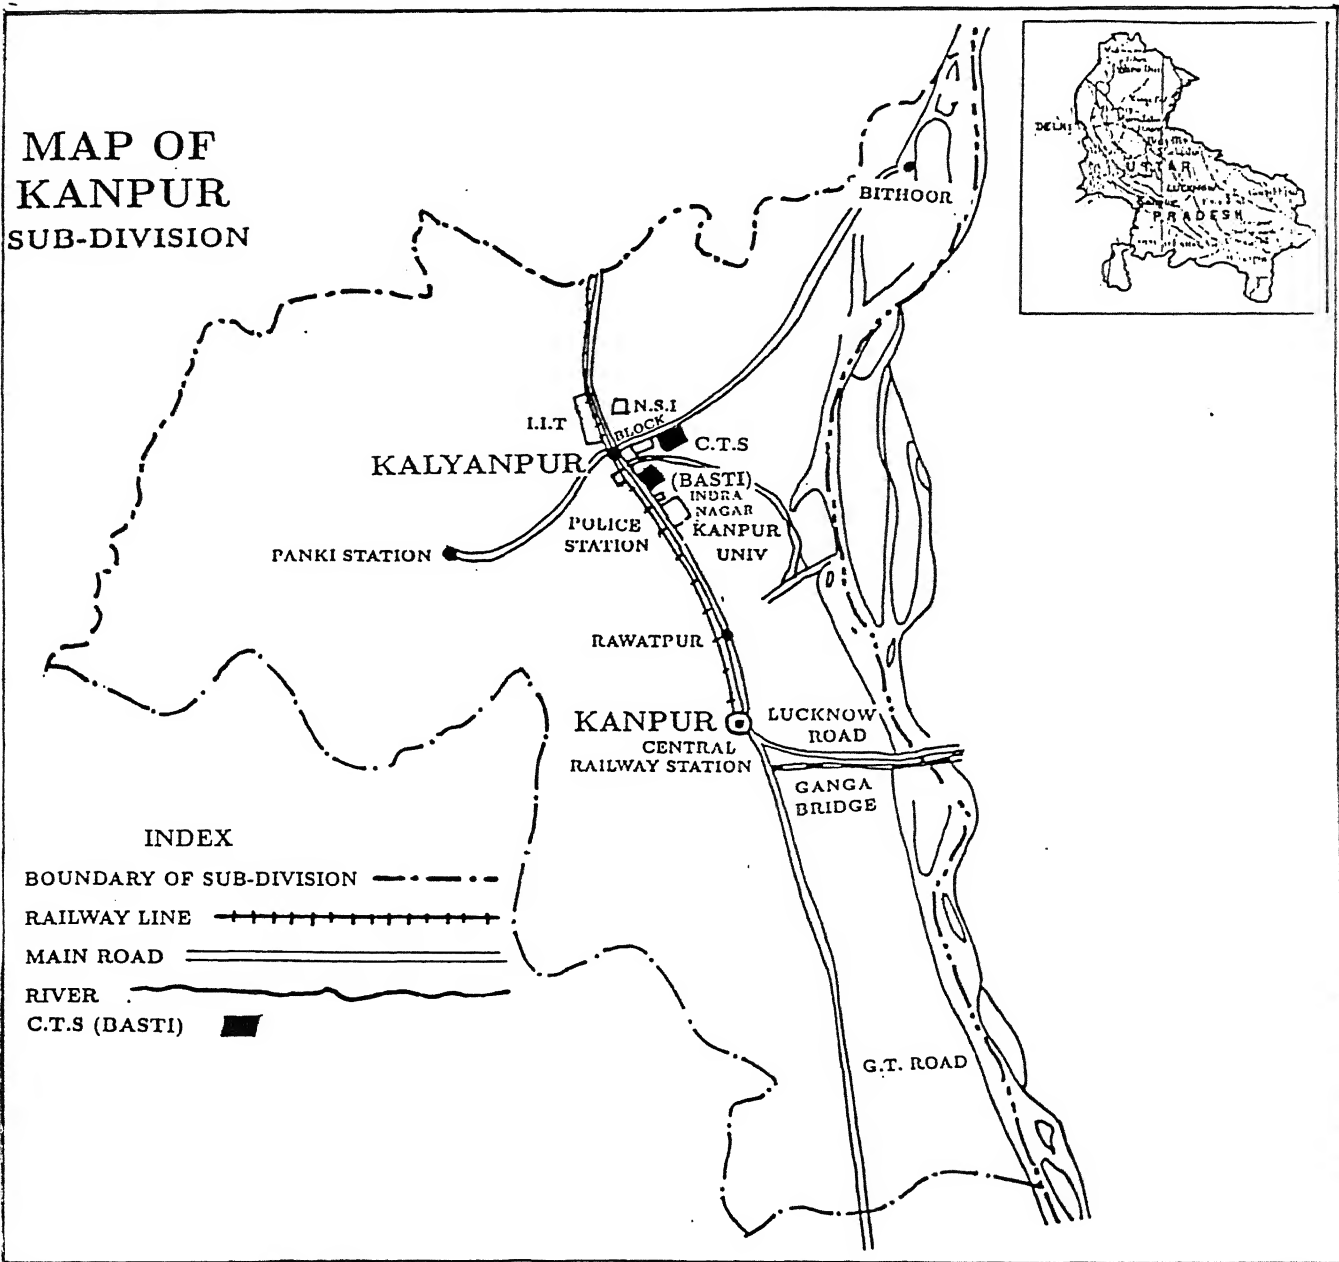 MAP OF
KANPUR
SUB-DIVISION
DELHI
UTTAR
LUCKNOW
PRADESH
BITHOOR
N.S.I
I.I.T
BLOCK
C.T.S
KALYANPUR
(BASTI)
INDRA
NAGAR
KANPUR
UNIV
POLICE
STATION
PANKI STATION
RAWATPUR
KANPUR
CENTRAL
RAILWAY STATION
LUCKNOW
ROAD
GANGA
BRIDGE
INDEX
BOUNDARY OF SUB-DIVISION
RAILWAY LINE
MAIN ROAD
RIVER
C.T.S (BASTI)
G.T. ROAD